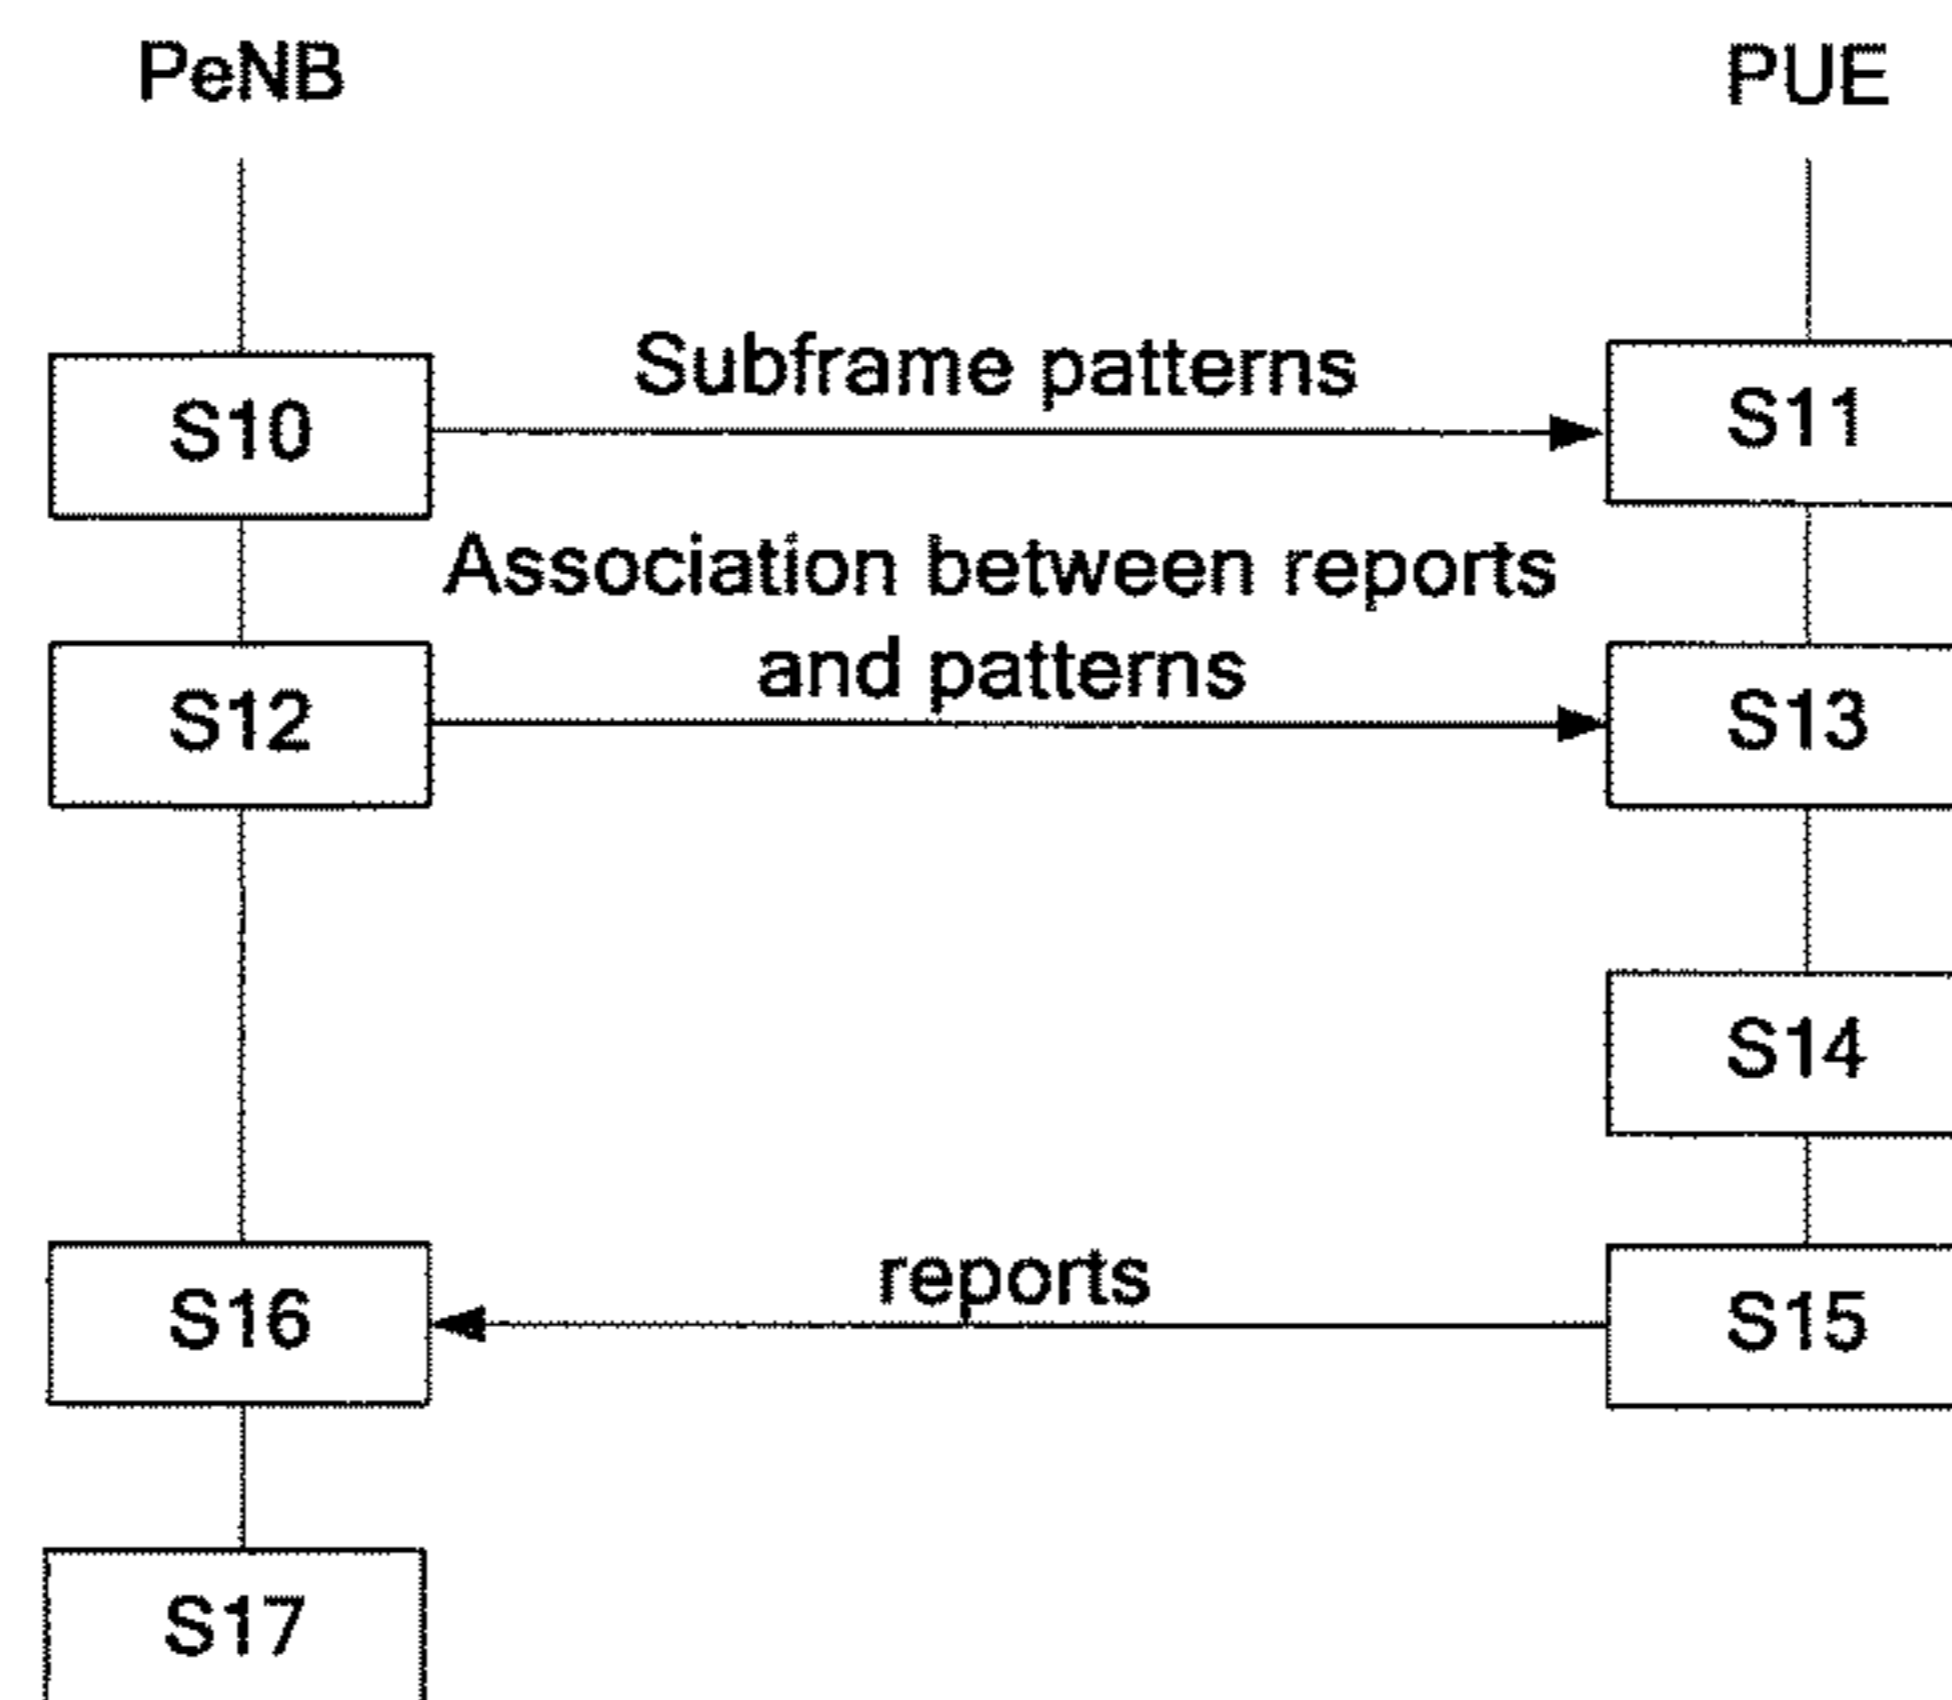 PeNB
PUE
Subframe patterns
S10
S11
Association between reports
and patterns
S12
S13
S14
reports
S16
S15
S17